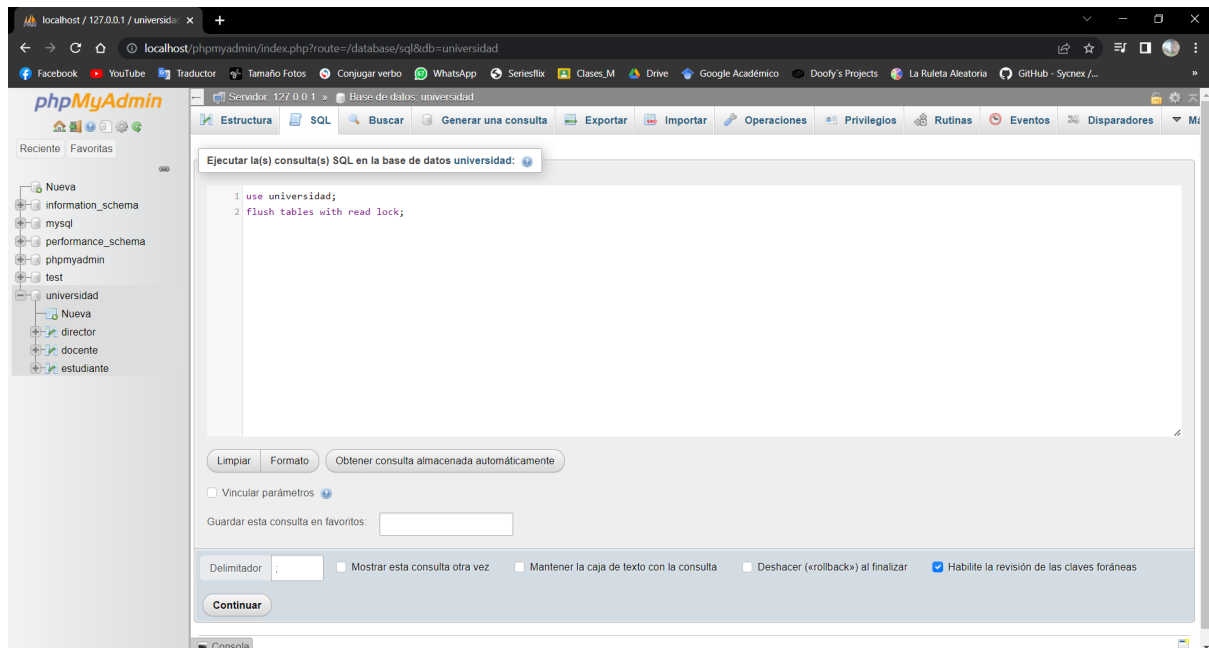 localhost / 127.0.0.1 / universidad
localhost/phpmyadmin/index.php?route=/database/sql&db=universidad
Facebook YouTube Traductor Tamaño Fotos Conjugar verbo WhatsApp Seriesflix Clases_M Drive Google Académico Doofy's Projects La Ruleta Aleatoria GitHub - Sycnex /... »
phpMyAdmin
Reciente Favoritas
Nueva
information_schema
mysql
performance_schema
phpmyadmin
test
universidad
Nueva
director
docente
estudiante
Servidor: 127.0.0.1 » Base de datos: universidad
Estructura SQL Buscar Generar una consulta Exportar Importar Operaciones Privilegios Rutinas Eventos Disparadores Má
Ejecutar la(s) consulta(s) SQL en la base de datos universidad:
1 use universidad;
2 flush tables with read lock;
Limpiar Formato Obtener consulta almacenada automáticamente
Vincular parámetros
Guardar esta consulta en favoritos:
Delimitador ; Mostrar esta consulta otra vez Mantener la caja de texto con la consulta Deshacer («rollback») al finalizar Habilite la revisión de las claves foráneas
Continuar
Consola